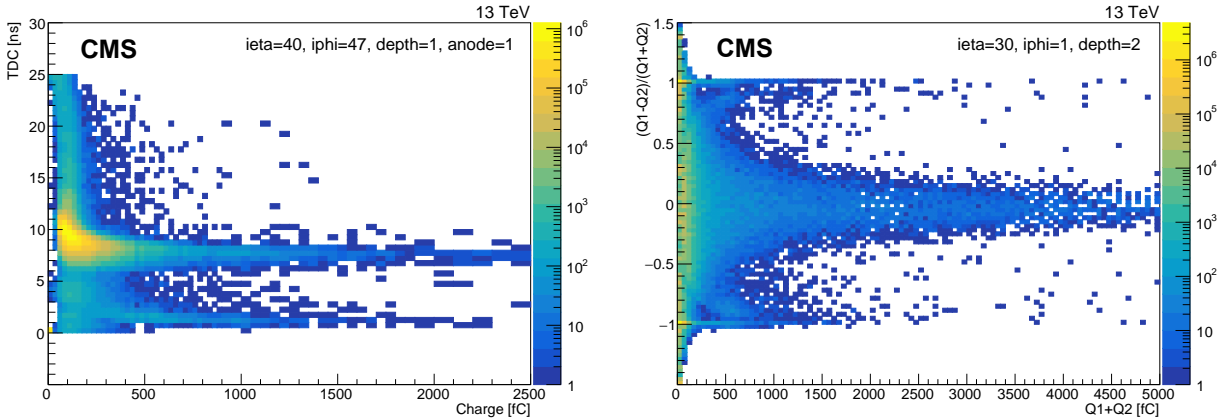 13 TeV
CMS
ieta=40, iphi=47, depth=1, anode=1
TDC [ns]
30
25
20
15
10
5
0
0 500 1000 1500 2000 2500
Charge [fC]
10^6
10^5
10^4
10^3
10^2
10
1
13 TeV
CMS
ieta=30, iphi=1, depth=2
(Q1-Q2)/(Q1+Q2)
1.5
1
0.5
0
−0.5
−1
0 500 1000 1500 2000 2500 3000 3500 4000 4500 5000
Q1+Q2 [fC]
10^6
10^5
10^4
10^3
10^2
10
1